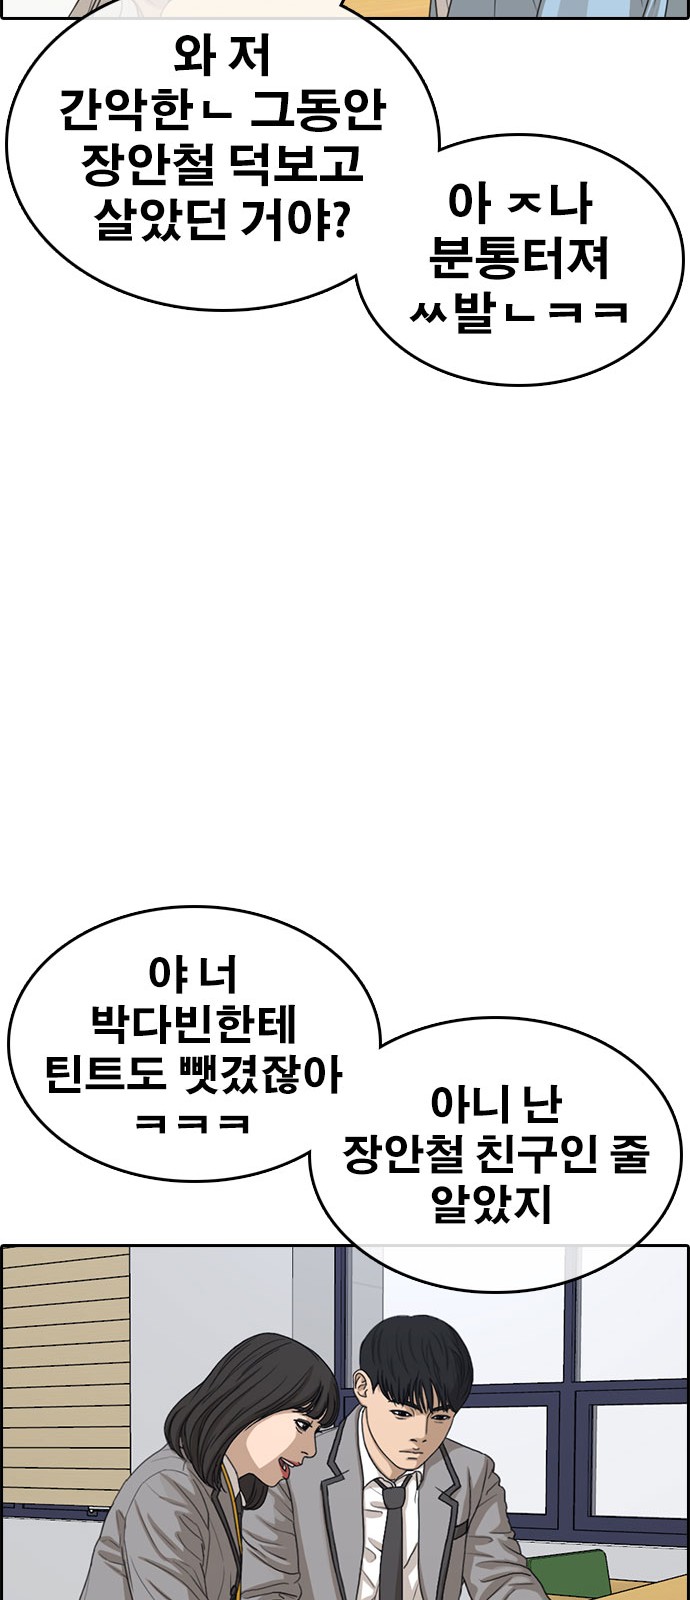 와 저
간악한ㄴ 그동안
장안철 덕보고
살았던 거야?
아 ㅈ나
분통터져
ㅆ발ㄴㅋㅋ
야 너
박다빈한테
틴트도 뺏겼잖아
ㅋㅋㅋ
아니 난
장안철 친구인 줄
알았지